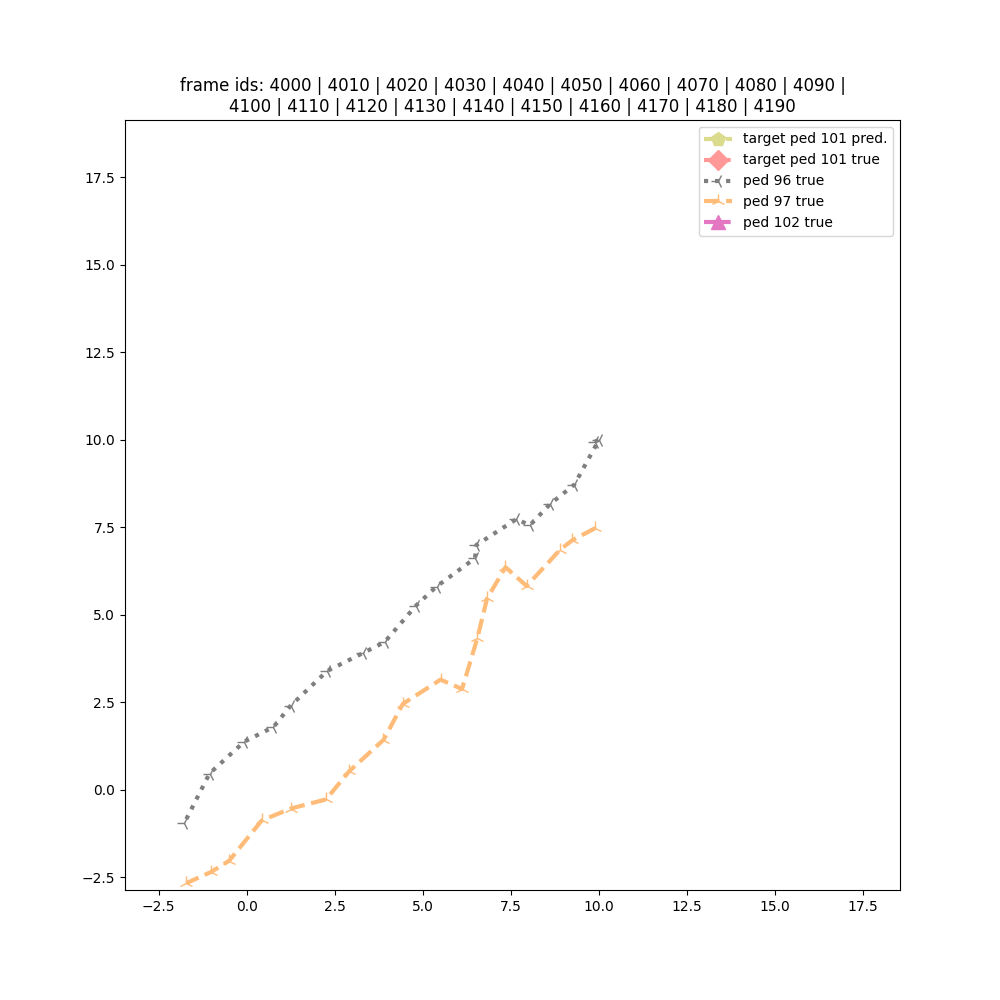 frame ids: 4000 | 4010 | 4020 | 4030 | 4040 | 4050 | 4060 | 4070 | 4080 | 4090 |
4100 | 4110 | 4120 | 4130 | 4140 | 4150 | 4160 | 4170 | 4180 | 4190
target ped 101 pred.
target ped 101 true
ped 96 true
ped 97 true
ped 102 true
17.5
15.0
12.5
10.0
7.5
5.0
2.5
0.0
−2.5
−2.5 0.0 2.5 5.0 7.5 10.0 12.5 15.0 17.5